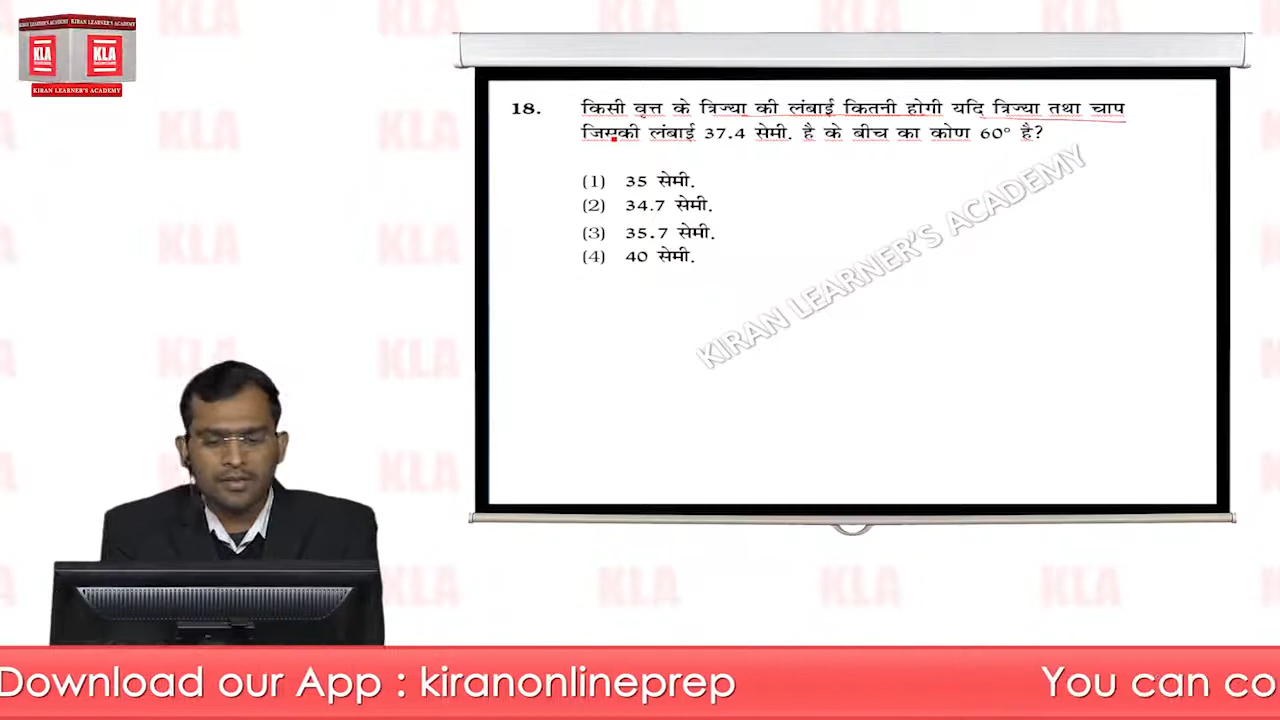 KIRAN LEARNER'S ACADEMY KIRAN LEARNER'S ACADEMY
KLA KLA
KIRAN LEARNER'S ACADEMY
18. किसी वृत्त के त्रिज्या की लंबाई कितनी होगी यदि त्रिज्या तथा चाप
जिसकी लंबाई 37.4 सेमी. है के बीच का कोण 60° है?
(1) 35 सेमी.
(2) 34.7 सेमी.
(3) 35.7 सेमी.
(4) 40 सेमी.
KIRAN LEARNER'S ACADEMY
Download our App : kiranonlineprep
You can co